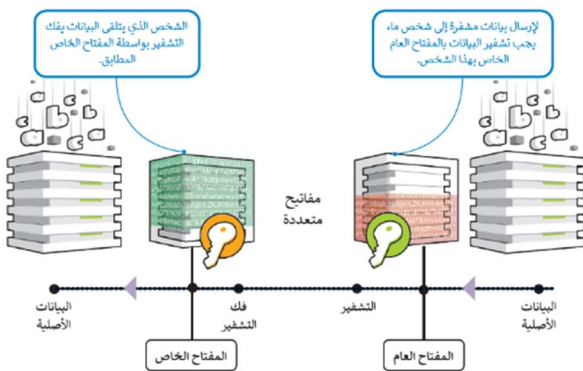 لإرسال بيانات مشفرة إلى شخص ما،
يجب تشفير البيانات بالمفتاح العام
الخاص بهذا الشخص.
الشخص الذي يتلقى البيانات يفك
التشفير بواسطة المفتاح الخاص
المطابق.
مفاتيح
متعددة
البيانات
الأصلية
التشفير
فك
التشفير
البيانات
الأصلية
المفتاح العام
المفتاح الخاص